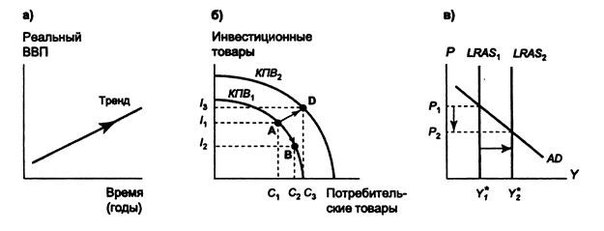 а)
Реальный
ВВП
Тренд
Время
(годы)
б)
Инвестиционные
товары
КПВ₂
КПВ₁
I₃
I₁
I₂
A
D
B
C₁ C₂ C₃
Потребитель-
ские товары
в)
P LRAS₁ LRAS₂
P₁
P₂
AD
Y
Y₁* Y₂*